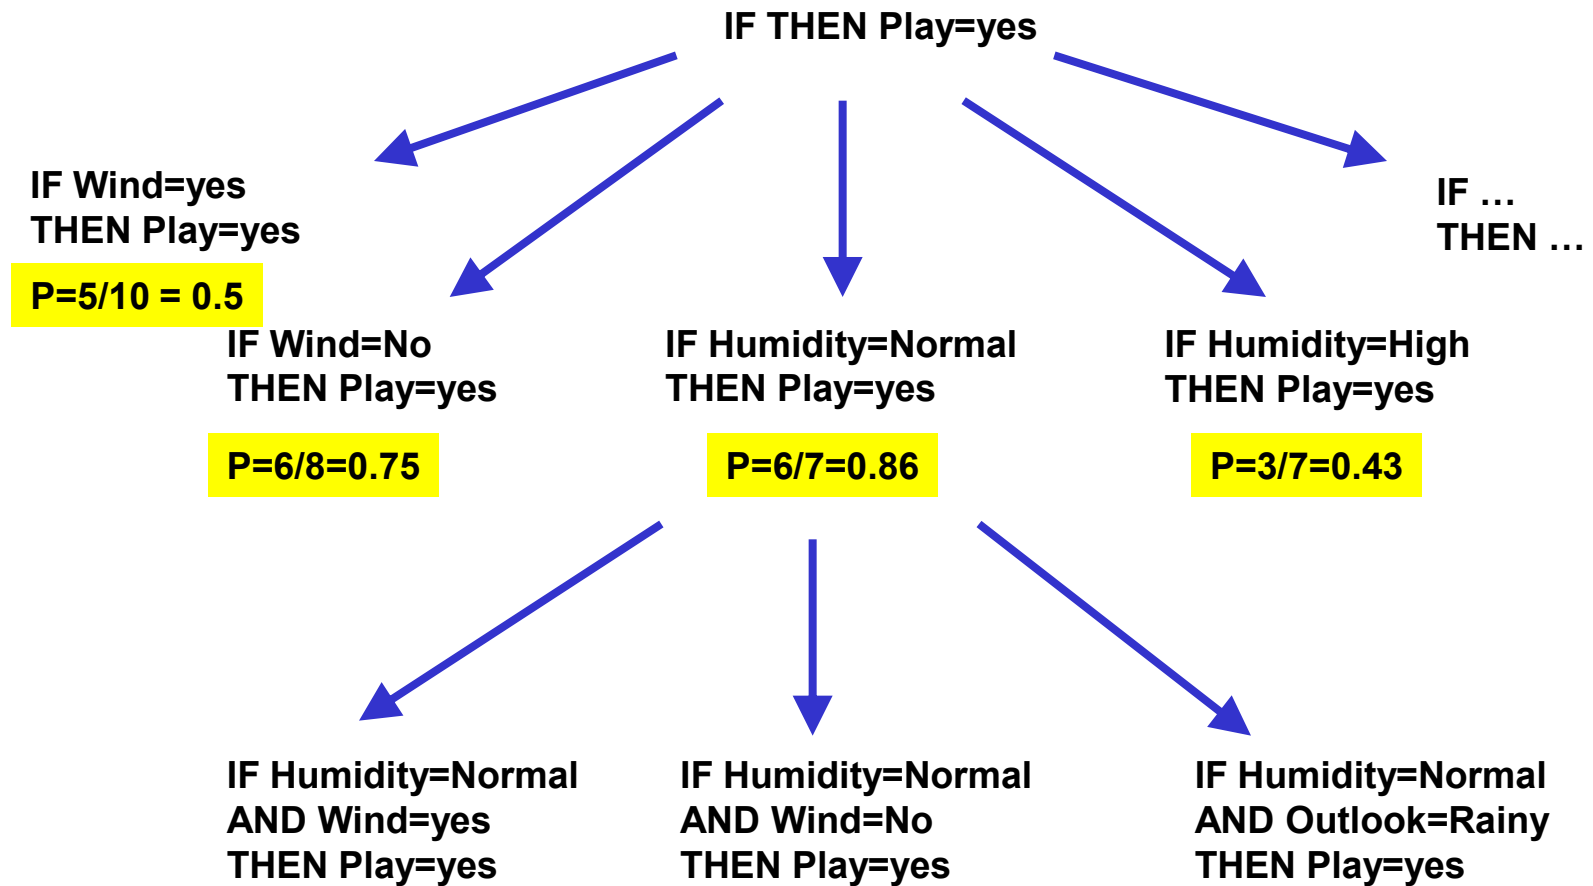 IF THEN Play=yes
IF Wind=yes
THEN Play=yes
P=5/10 = 0.5
IF …
THEN …
IF Wind=No
THEN Play=yes
P=6/8=0.75
IF Humidity=Normal
THEN Play=yes
P=6/7=0.86
IF Humidity=High
THEN Play=yes
P=3/7=0.43
IF Humidity=Normal
AND Wind=yes
THEN Play=yes
IF Humidity=Normal
AND Wind=No
THEN Play=yes
IF Humidity=Normal
AND Outlook=Rainy
THEN Play=yes